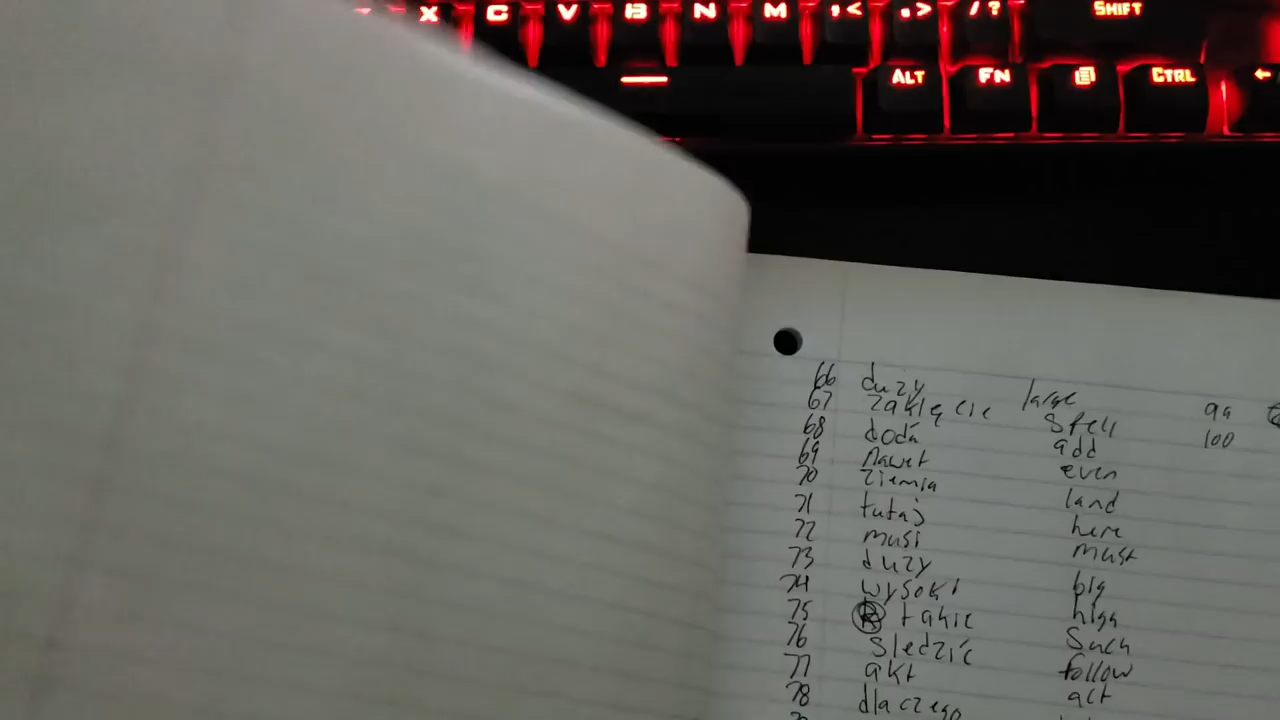 X C V B N M < > / ? SHIFT
ALT FN CTRL ←
66 duzy large
67 zaklęcie spell 99
68 dodá add 100
69 nawet even
70 ziemia land
71 tutaj here
72 musi must
73 duzy big
74 wysoki high
75 takie such
76 sledzić follow
77 akt act
78 dlaczego